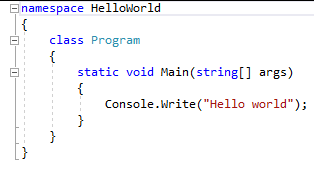 namespace HelloWorld
{
    class Program
    {
        static void Main(string[] args)
        {
            Console.Write("Hello world");
        }
    }
}